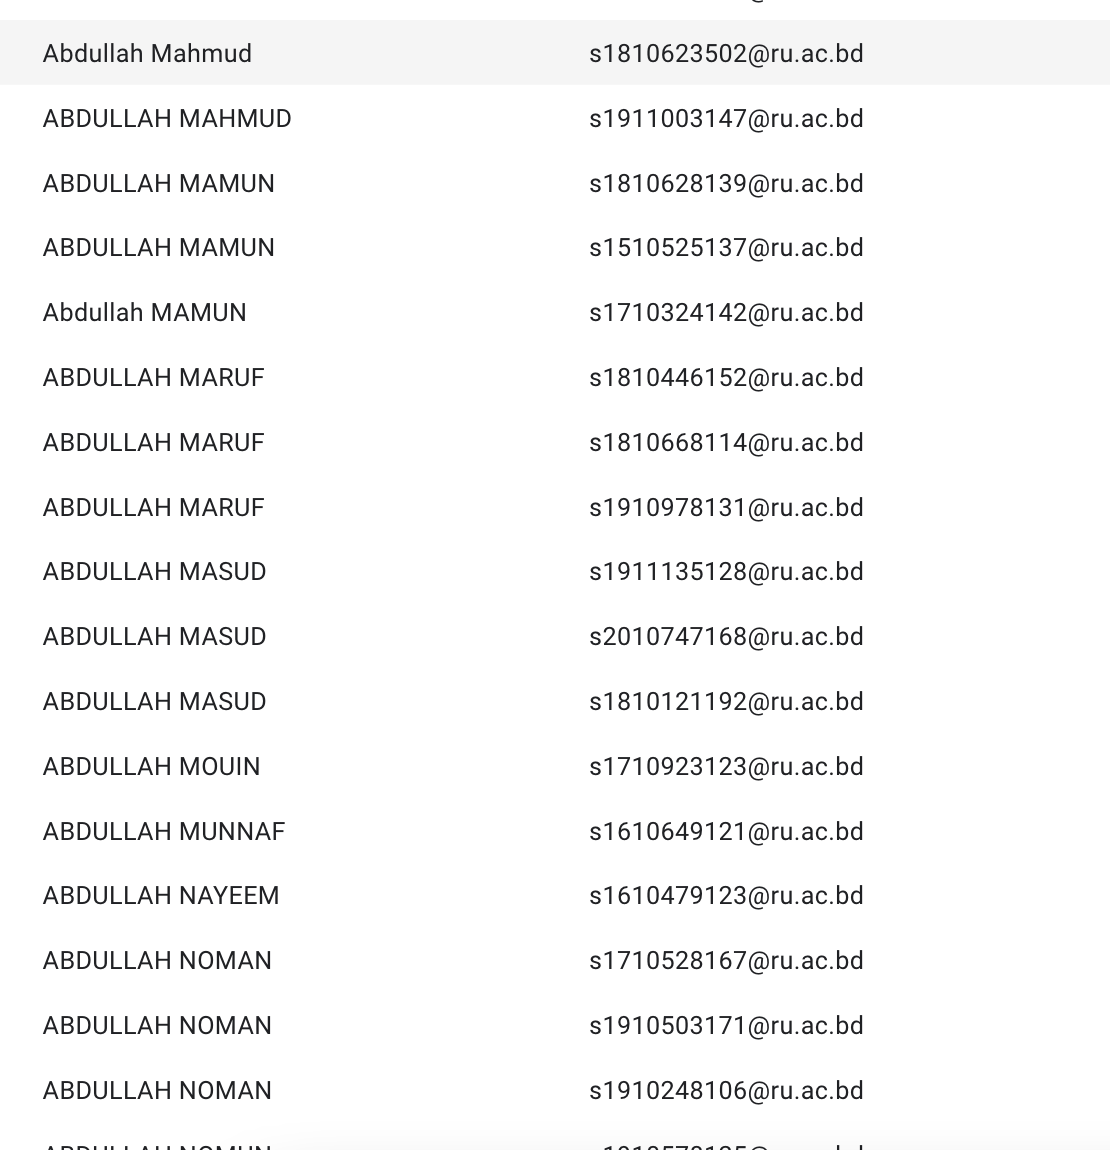 Abdullah Mahmud s1810623502@ru.ac.bd
ABDULLAH MAHMUD s1911003147@ru.ac.bd
ABDULLAH MAMUN s1810628139@ru.ac.bd
ABDULLAH MAMUN s1510525137@ru.ac.bd
Abdullah MAMUN s1710324142@ru.ac.bd
ABDULLAH MARUF s1810446152@ru.ac.bd
ABDULLAH MARUF s1810668114@ru.ac.bd
ABDULLAH MARUF s1910978131@ru.ac.bd
ABDULLAH MASUD s1911135128@ru.ac.bd
ABDULLAH MASUD s2010747168@ru.ac.bd
ABDULLAH MASUD s1810121192@ru.ac.bd
ABDULLAH MOUIN s1710923123@ru.ac.bd
ABDULLAH MUNNAF s1610649121@ru.ac.bd
ABDULLAH NAYEEM s1610479123@ru.ac.bd
ABDULLAH NOMAN s1710528167@ru.ac.bd
ABDULLAH NOMAN s1910503171@ru.ac.bd
ABDULLAH NOMAN s1910248106@ru.ac.bd